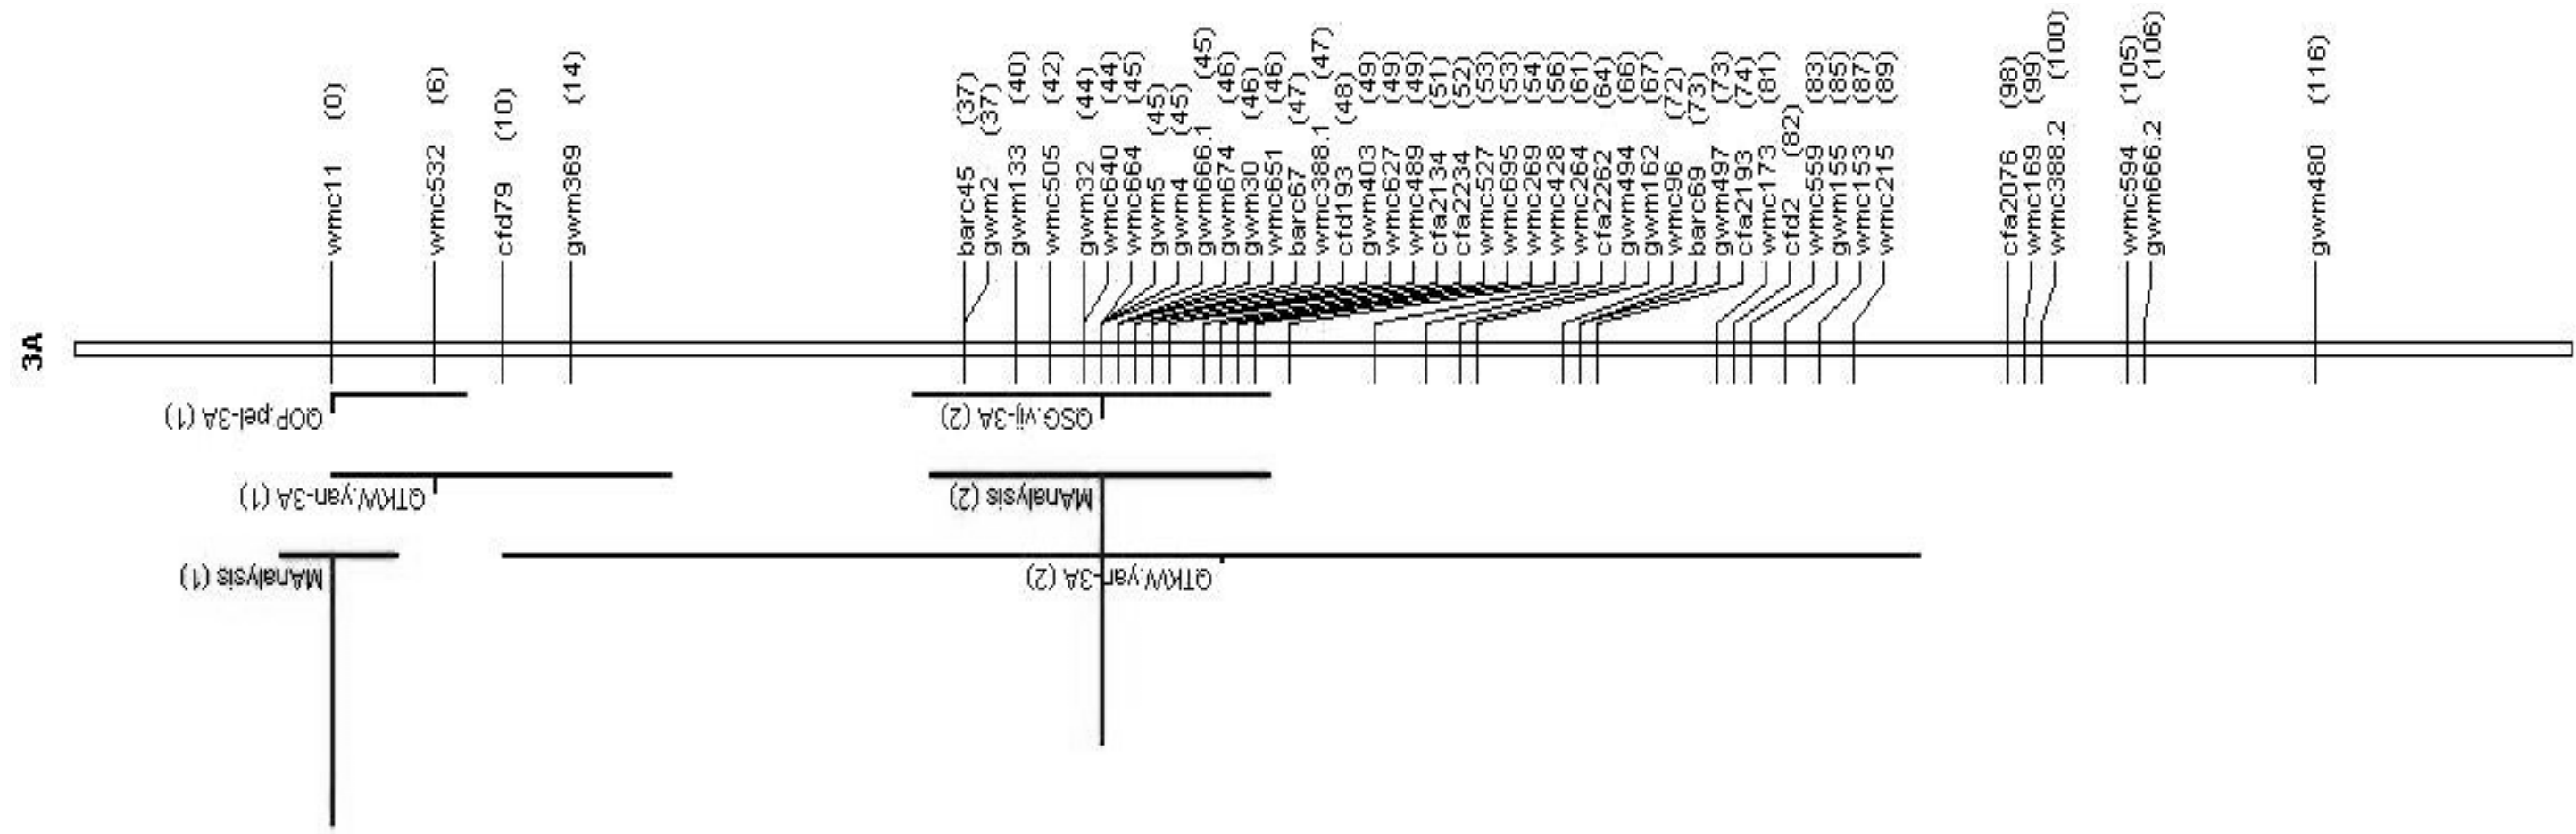 3A
wmc11 (0)
wmc532 (6)
cfd79 (10)
gwm369 (14)
barc45 (37)
gwm2 (37)
gwm133 (40)
wmc505 (42)
gwm32 (44)
wmc640 (44)
wmc664 (45)
gwm5 (45)
gwm4 (45)
gwm666.1 (45)
gwm674 (46)
gwm30 (46)
wmc651 (46)
barc67 (47)
wmc388.1 (47)
cfd193 (48)
gwm403 (49)
wmc627 (49)
wmc489 (49)
cfa2134 (51)
cfa2234 (52)
wmc527 (53)
wmc695 (53)
wmc269 (54)
wmc428 (56)
wmc264 (61)
cfa2262 (64)
gwm494 (66)
gwm162 (67)
wmc96 (72)
barc69 (73)
gwm497 (73)
cfa2193 (74)
wmc173 (81)
cfd2 (82)
wmc559 (83)
gwm155 (85)
wmc153 (87)
wmc215 (89)
cfa2076 (98)
wmc169 (99)
wmc388.2 (100)
wmc594 (105)
gwm666.2 (106)
gwm480 (116)
QOP.pel-3A (1)
QSG.vij-3A (2)
QTKW.yan-3A (1)
MAnalysis (2)
MAnalysis (1)
QTKW.yan-3A (2)